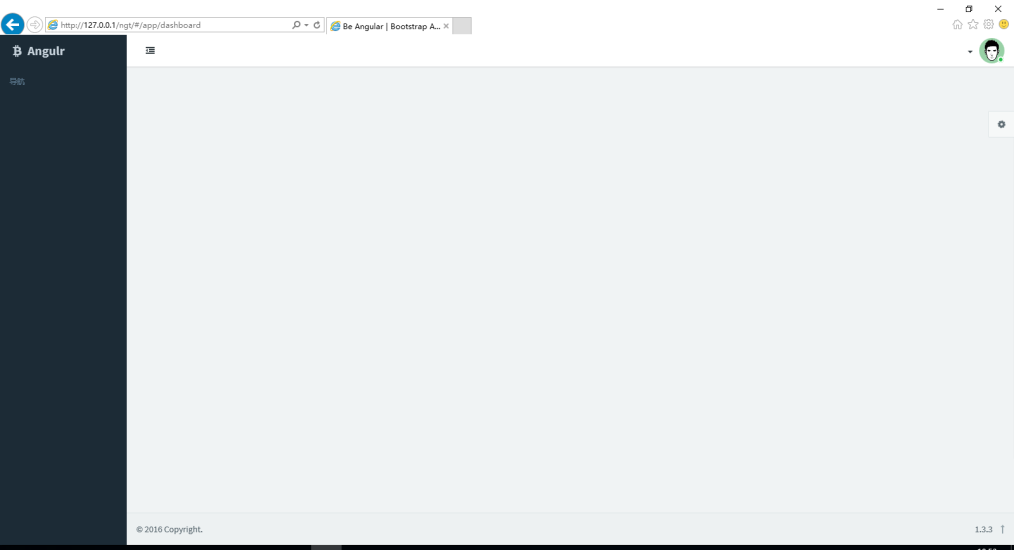 http://127.0.0.1/ngt/#/app/dashboard
Be Angular | Bootstrap A...
Angulr
导航
© 2016 Copyright.
1.3.3